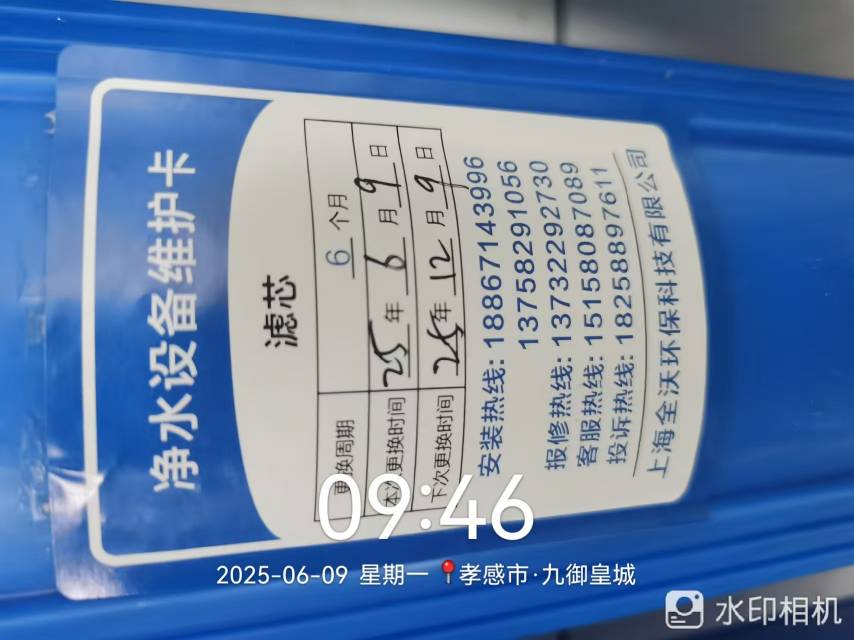 净水设备维护卡
滤芯
更换周期 6 个月
本次更换时间 25 年 6 月 9 日
下次更换时间 25 年 12 月 9 日
安装热线: 18867143996
13758291056
报修热线: 13732292730
客服热线: 15158087089
投诉热线: 18258897611
上海全沃环保科技有限公司
09:46
2025-06-09 星期一 孝感市·九御皇城
水印相机